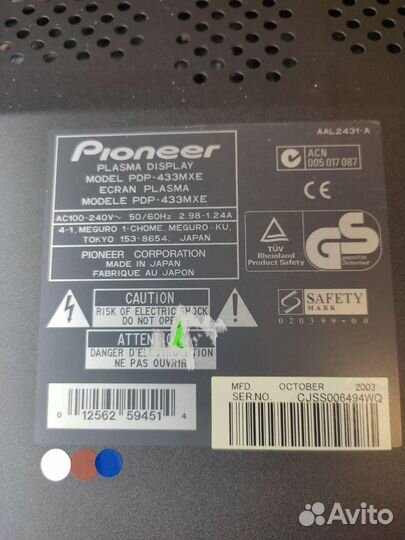 AAL2431-A
Pioneer
PLASMA DISPLAY
MODEL PDP-433MXE
ECRAN PLASMA
MODELE PDP-433MXE
AC100-240V~ 50/60Hz 2.98-1.24A
4-1, MEGURO 1-CHOME, MEGURO-KU,
TOKYO 153-8654, JAPAN
PIONEER CORPORATION
MADE IN JAPAN
FABRIQUE AU JAPON
ACN
005 017 087
CE
TÜV
Rheinland
Product Safety
GS
geprüfte
Sicherheit
CAUTION
RISK OF ELECTRIC SHOCK
DO NOT OPE
ATTEN
DANGER D'ELECTROCUTION
NE PAS OUVRIR
S
SAFETY
MARK
020399-00
0 12562 59451 4
MFD. OCTOBER 2003
SER.NO. CJSS006494WQ
Avito